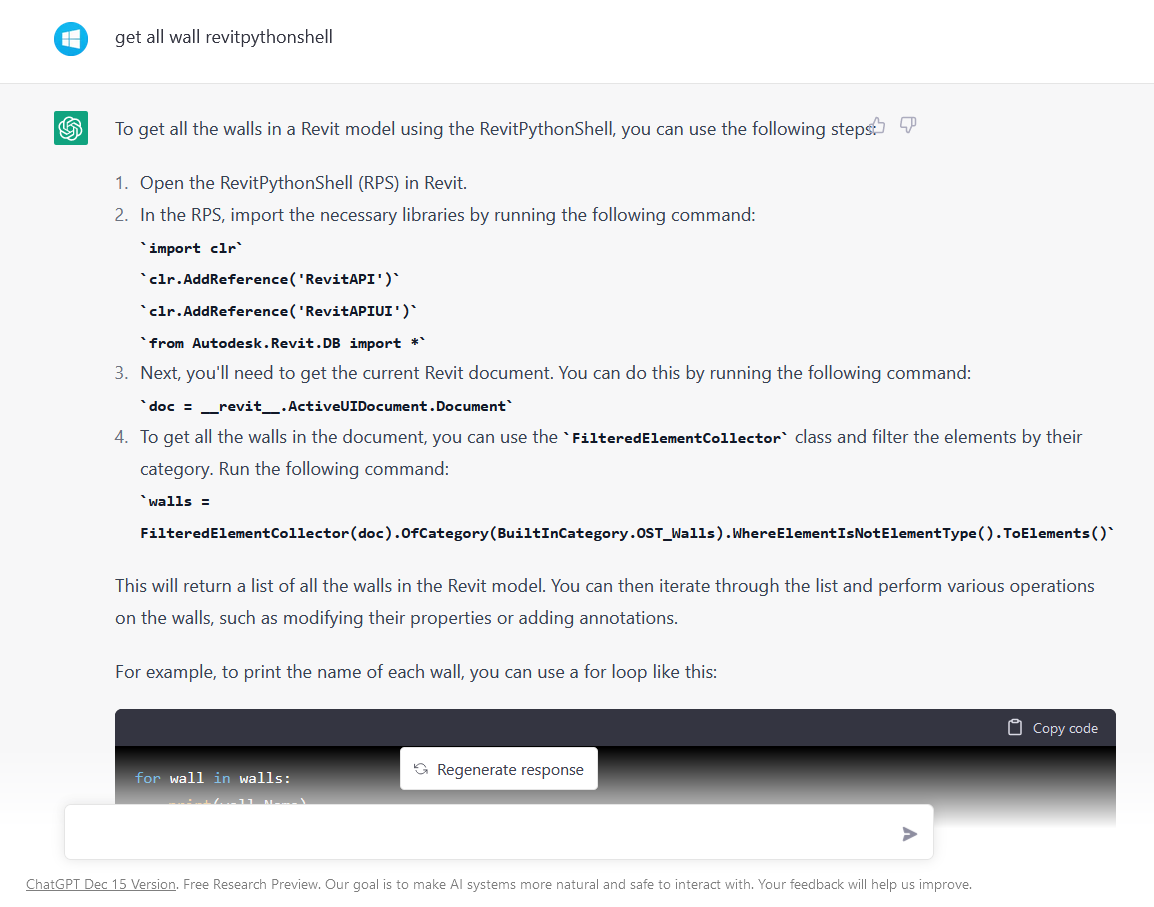 get all wall revitpythonshell
To get all the walls in a Revit model using the RevitPythonShell, you can use the following steps:
1. Open the RevitPythonShell (RPS) in Revit.
2. In the RPS, import the necessary libraries by running the following command:
`import clr`
`clr.AddReference('RevitAPI')`
`clr.AddReference('RevitAPIUI')`
`from Autodesk.Revit.DB import *`
3. Next, you'll need to get the current Revit document. You can do this by running the following command:
`doc = __revit__.ActiveUIDocument.Document`
4. To get all the walls in the document, you can use the `FilteredElementCollector` class and filter the elements by their
category. Run the following command:
`walls =
FilteredElementCollector(doc).OfCategory(BuiltInCategory.OST_Walls).WhereElementIsNotElementType().ToElements()`
This will return a list of all the walls in the Revit model. You can then iterate through the list and perform various operations
on the walls, such as modifying their properties or adding annotations.
For example, to print the name of each wall, you can use a for loop like this:
Copy code
for wall in walls:
print(wall.Name)
Regenerate response
ChatGPT Dec 15 Version. Free Research Preview. Our goal is to make AI systems more natural and safe to interact with. Your feedback will help us improve.